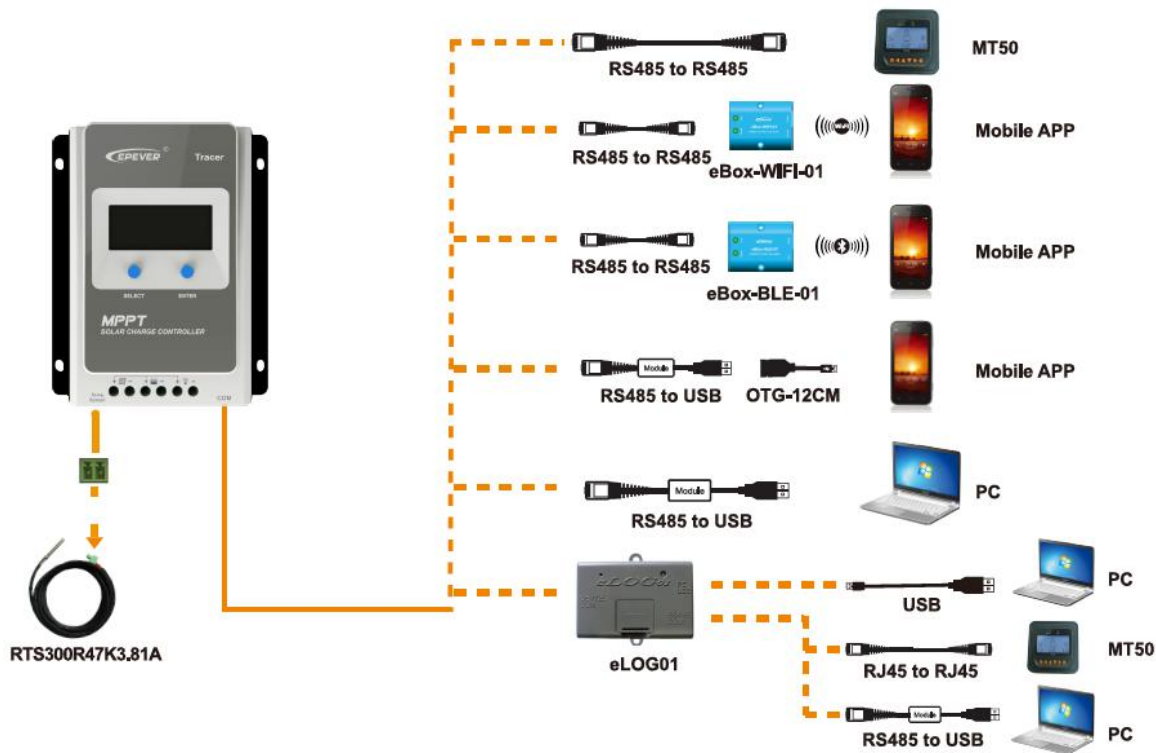 RS485 to RS485
MT50
RS485 to RS485
eBox-WIFI-01
WiFi
Mobile APP
EPEVER
Tracer
RS485 to RS485
eBox-BLE-01
Mobile APP
SELECT
ENTER
MPPT
SOLAR CHARGE CONTROLLER
Module
RS485 to USB
OTG-12CM
Mobile APP
COM
Module
RS485 to USB
PC
RTS300R47K3.81A
eLOG01
eLOG01
USB
PC
RJ45 to RJ45
MT50
Module
RS485 to USB
PC